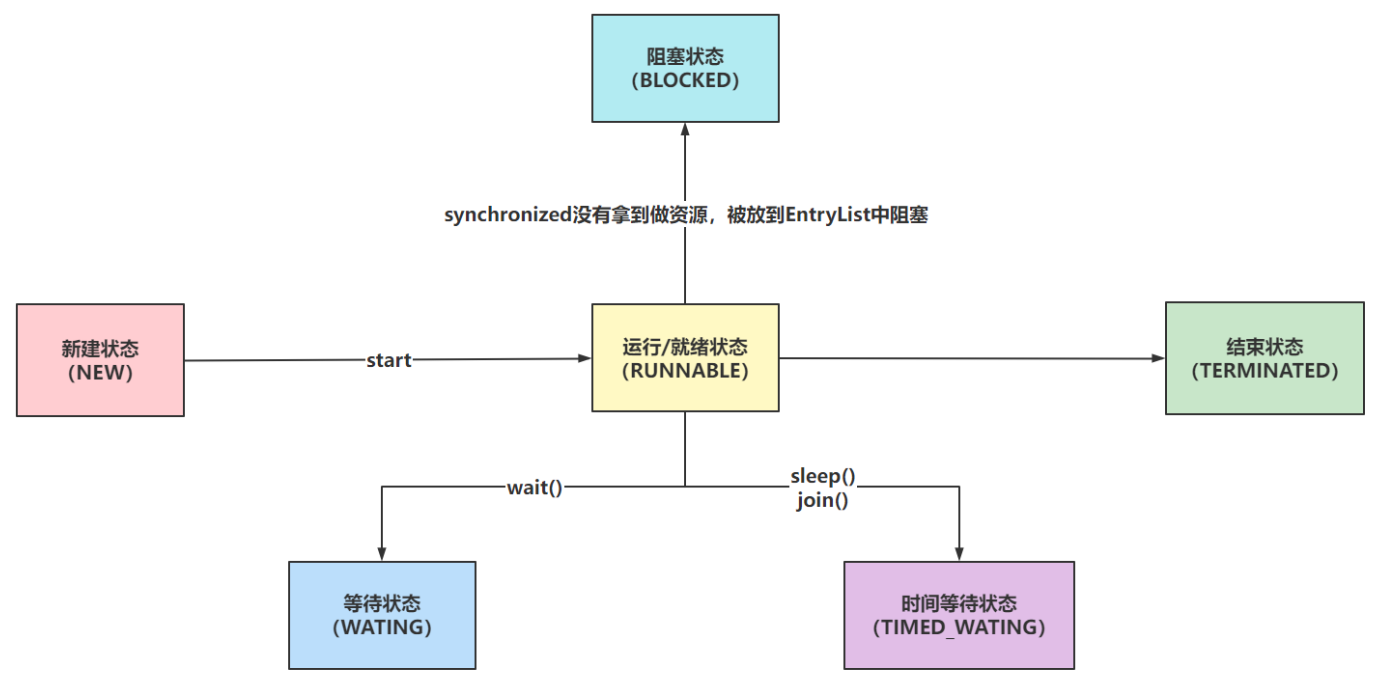 阻塞状态
（BLOCKED）
synchronized没有拿到做资源，被放到EntryList中阻塞
新建状态
（NEW）
start
运行/就绪状态
（RUNNABLE）
结束状态
（TERMINATED）
wait()
sleep()
join()
等待状态
（WATING）
时间等待状态
（TIMED_WATING）